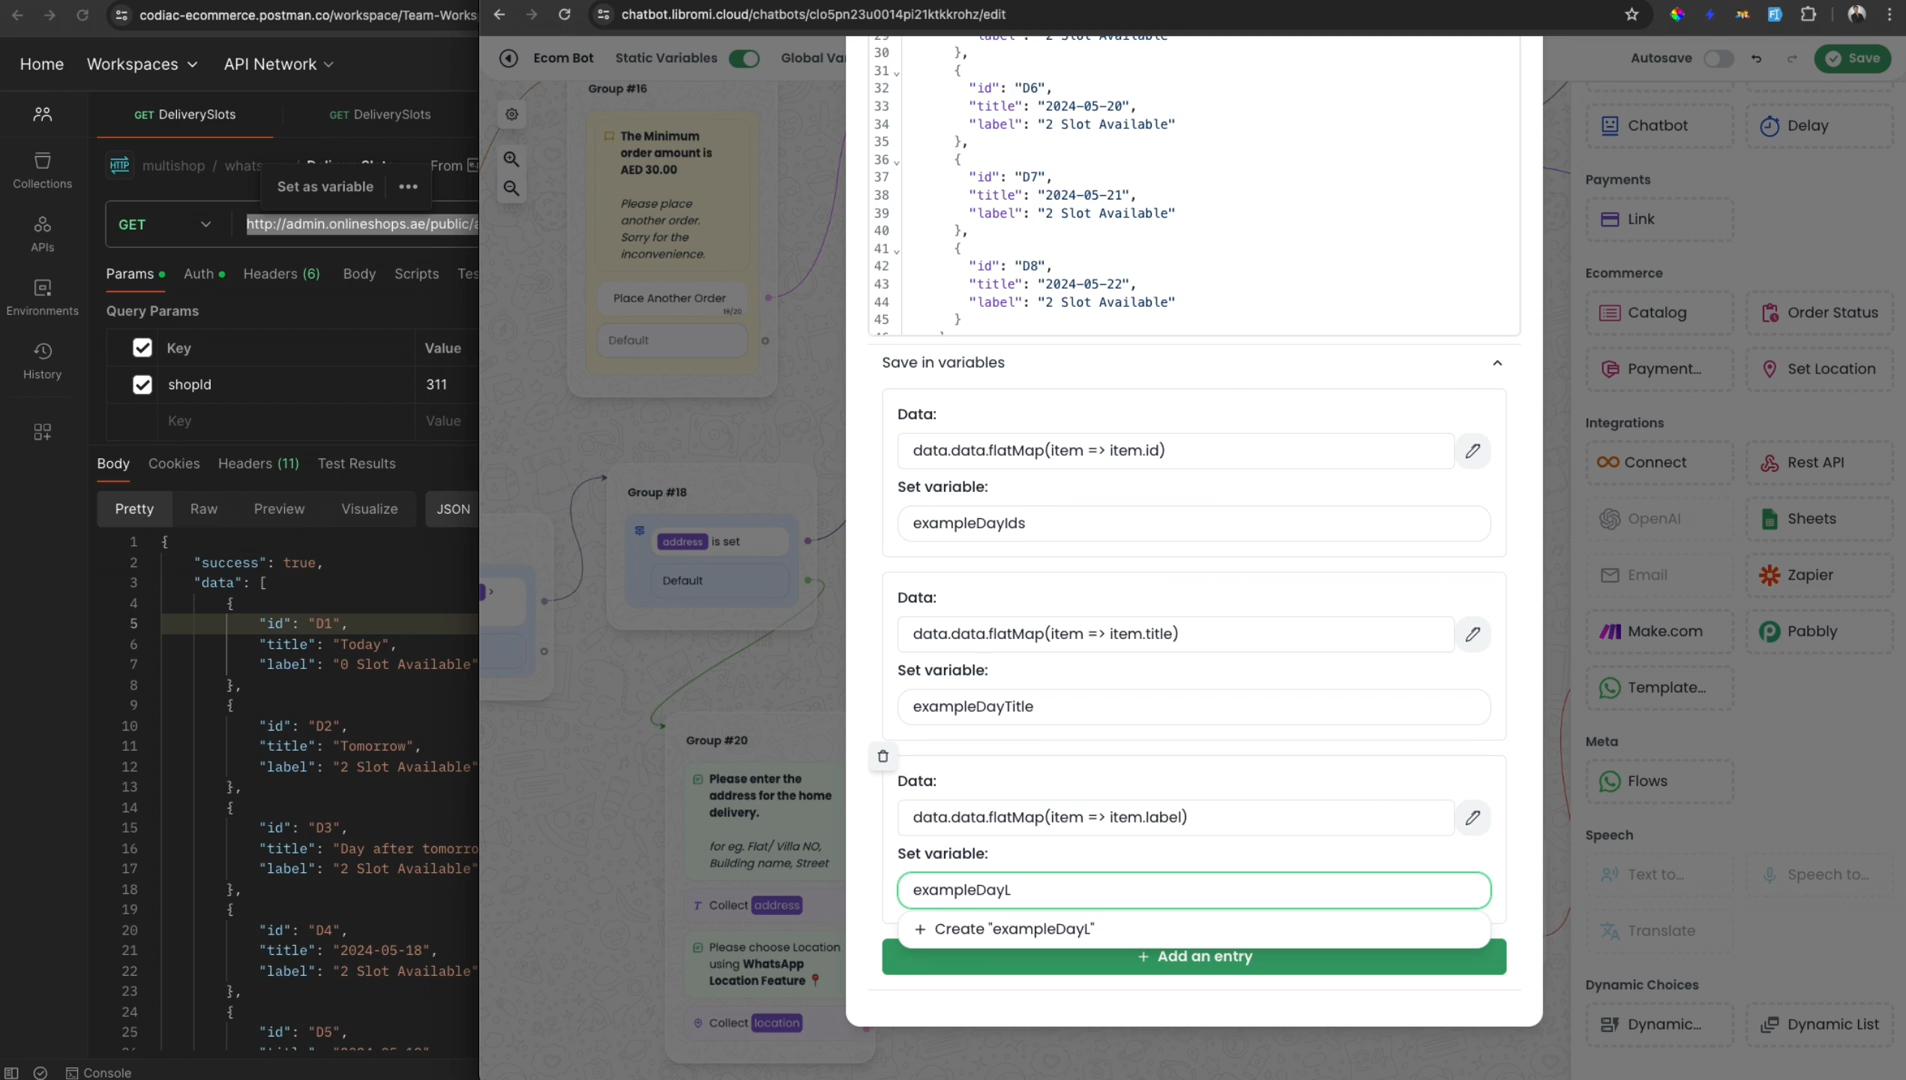 codiac-ecommerce.postman.co/workspace/Team-Works
Home
Workspaces
API Network
GET DeliverySlots
GET DeliverySlots
Collections
APIs
Environments
History
HTTP
multishop / whats
From
Set as variable
GET
http://admin.onlineshops.ae/public/a
Params
Auth
Headers (6)
Body
Scripts
Tes
Query Params
Key
Value
shopId
311
Key
Value
Body
Cookies
Headers (11)
Test Results
Pretty
Raw
Preview
Visualize
JSON
1 {
2 "success": true,
3 "data": [
4 {
5 "id": "D1",
6 "title": "Today",
7 "label": "0 Slot Available"
8 },
9 {
10 "id": "D2",
11 "title": "Tomorrow",
12 "label": "2 Slot Available"
13 },
14 {
15 "id": "D3",
16 "title": "Day after tomorro
17 "label": "2 Slot Available"
18 },
19 {
20 "id": "D4",
21 "title": "2024-05-18",
22 "label": "2 Slot Available"
23 },
24 {
25 "id": "D5",
Console
chatbot.libromi.cloud/chatbots/clo5pn23u0014pi21ktkkrohz/edit
Ecom Bot
Static Variables
Global Va
Autosave
Save
Group #16
The Minimum
order amount is
AED 30.00
Please place
another order.
Sorry for the
inconvenience.
Place Another Order
19/20
Default
Group #18
address is set
Default
Group #20
Please enter the
address for the home
delivery.
for eg. Flat/ Villa NO,
Building name, Street
Collect address
Please choose Location
using WhatsApp
Location Feature 📍
Collect location
29 "label": "2 Slot Available"
30 },
31 {
32 "id": "D6",
33 "title": "2024-05-20",
34 "label": "2 Slot Available"
35 },
36 {
37 "id": "D7",
38 "title": "2024-05-21",
39 "label": "2 Slot Available"
40 },
41 {
42 "id": "D8",
43 "title": "2024-05-22",
44 "label": "2 Slot Available"
45 }
Save in variables
Data:
data.data.flatMap(item => item.id)
Set variable:
exampleDayIds
Data:
data.data.flatMap(item => item.title)
Set variable:
exampleDayTitle
Data:
data.data.flatMap(item => item.label)
Set variable:
exampleDayL
+ Create "exampleDayL"
+ Add an entry
Chatbot
Delay
Payments
Link
Ecommerce
Catalog
Order Status
Payment...
Set Location
Integrations
Connect
Rest API
OpenAI
Sheets
Email
Zapier
Make.com
Pabbly
Template...
Meta
Flows
Speech
Text to...
Speech to...
Translate
Dynamic Choices
Dynamic...
Dynamic List